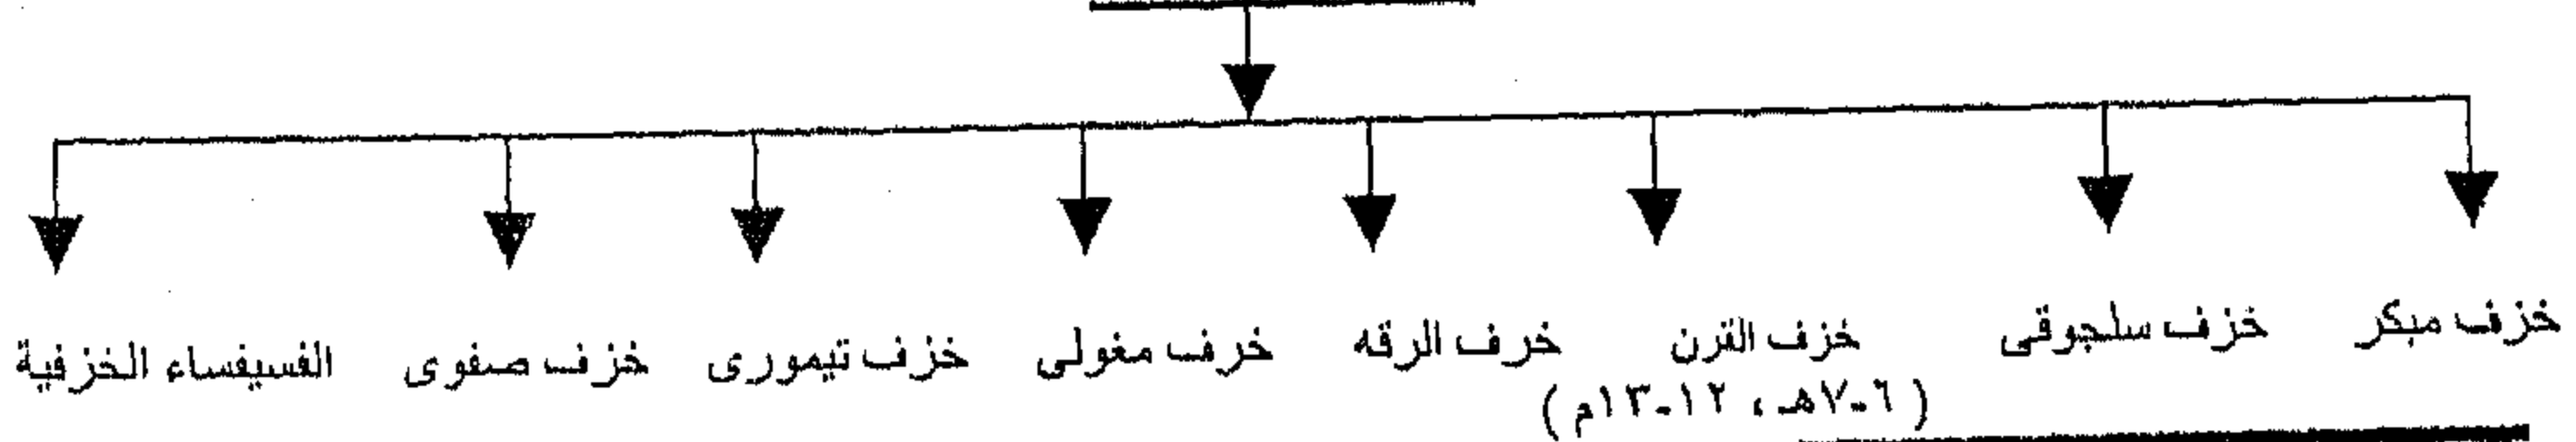 خزف مبكر
خزف سلجوقى
خزف القرن
( ٦-٧هـ ، ١٢-١٣م )
خرف الرقه
خرف مغولى
خزف تيمورى
خزف صفوى
الفسيفساء الخزفية